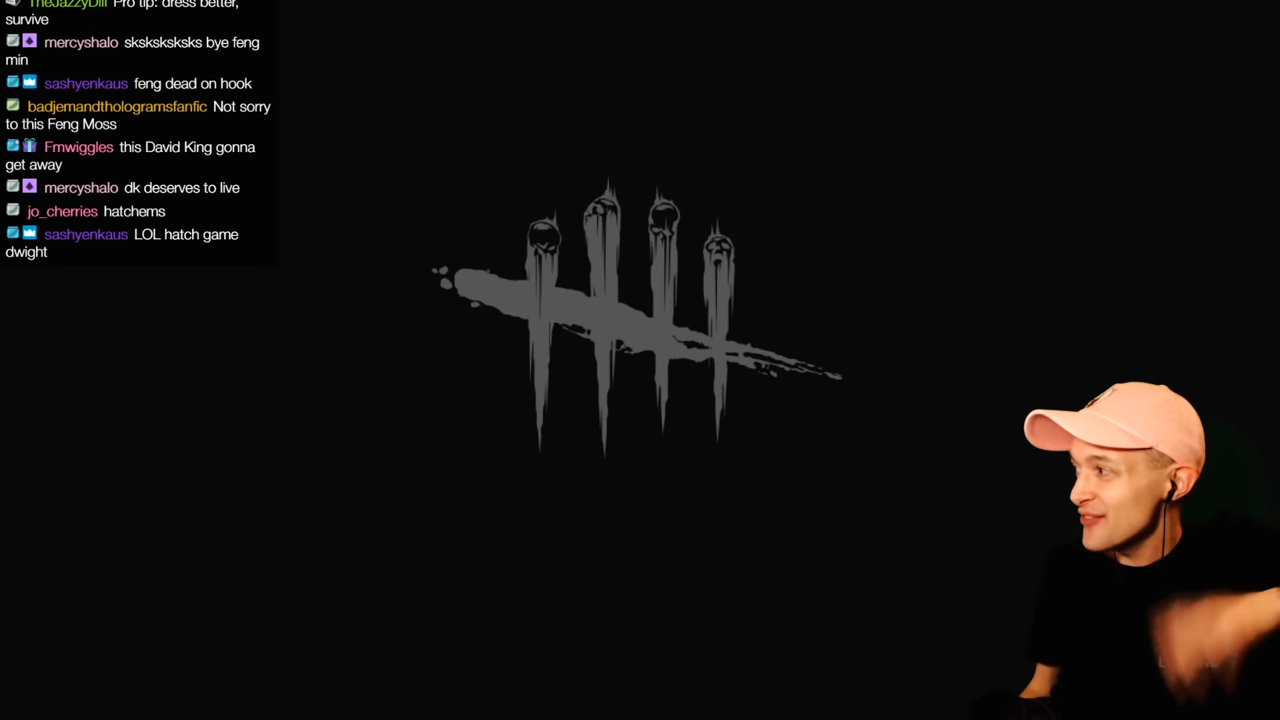 TheJazzyDill Pro tip: dress better,
survive
mercyshalo sksksksksks bye feng
min
sashyenkaus feng dead on hook
badjemandthehologramsfanfic Not sorry
to this Feng Moss
Fmwiggles this David King gonna
get away
mercyshalo dk deserves to live
jo_cherries hatchems
sashyenkaus LOL hatch game
dwight